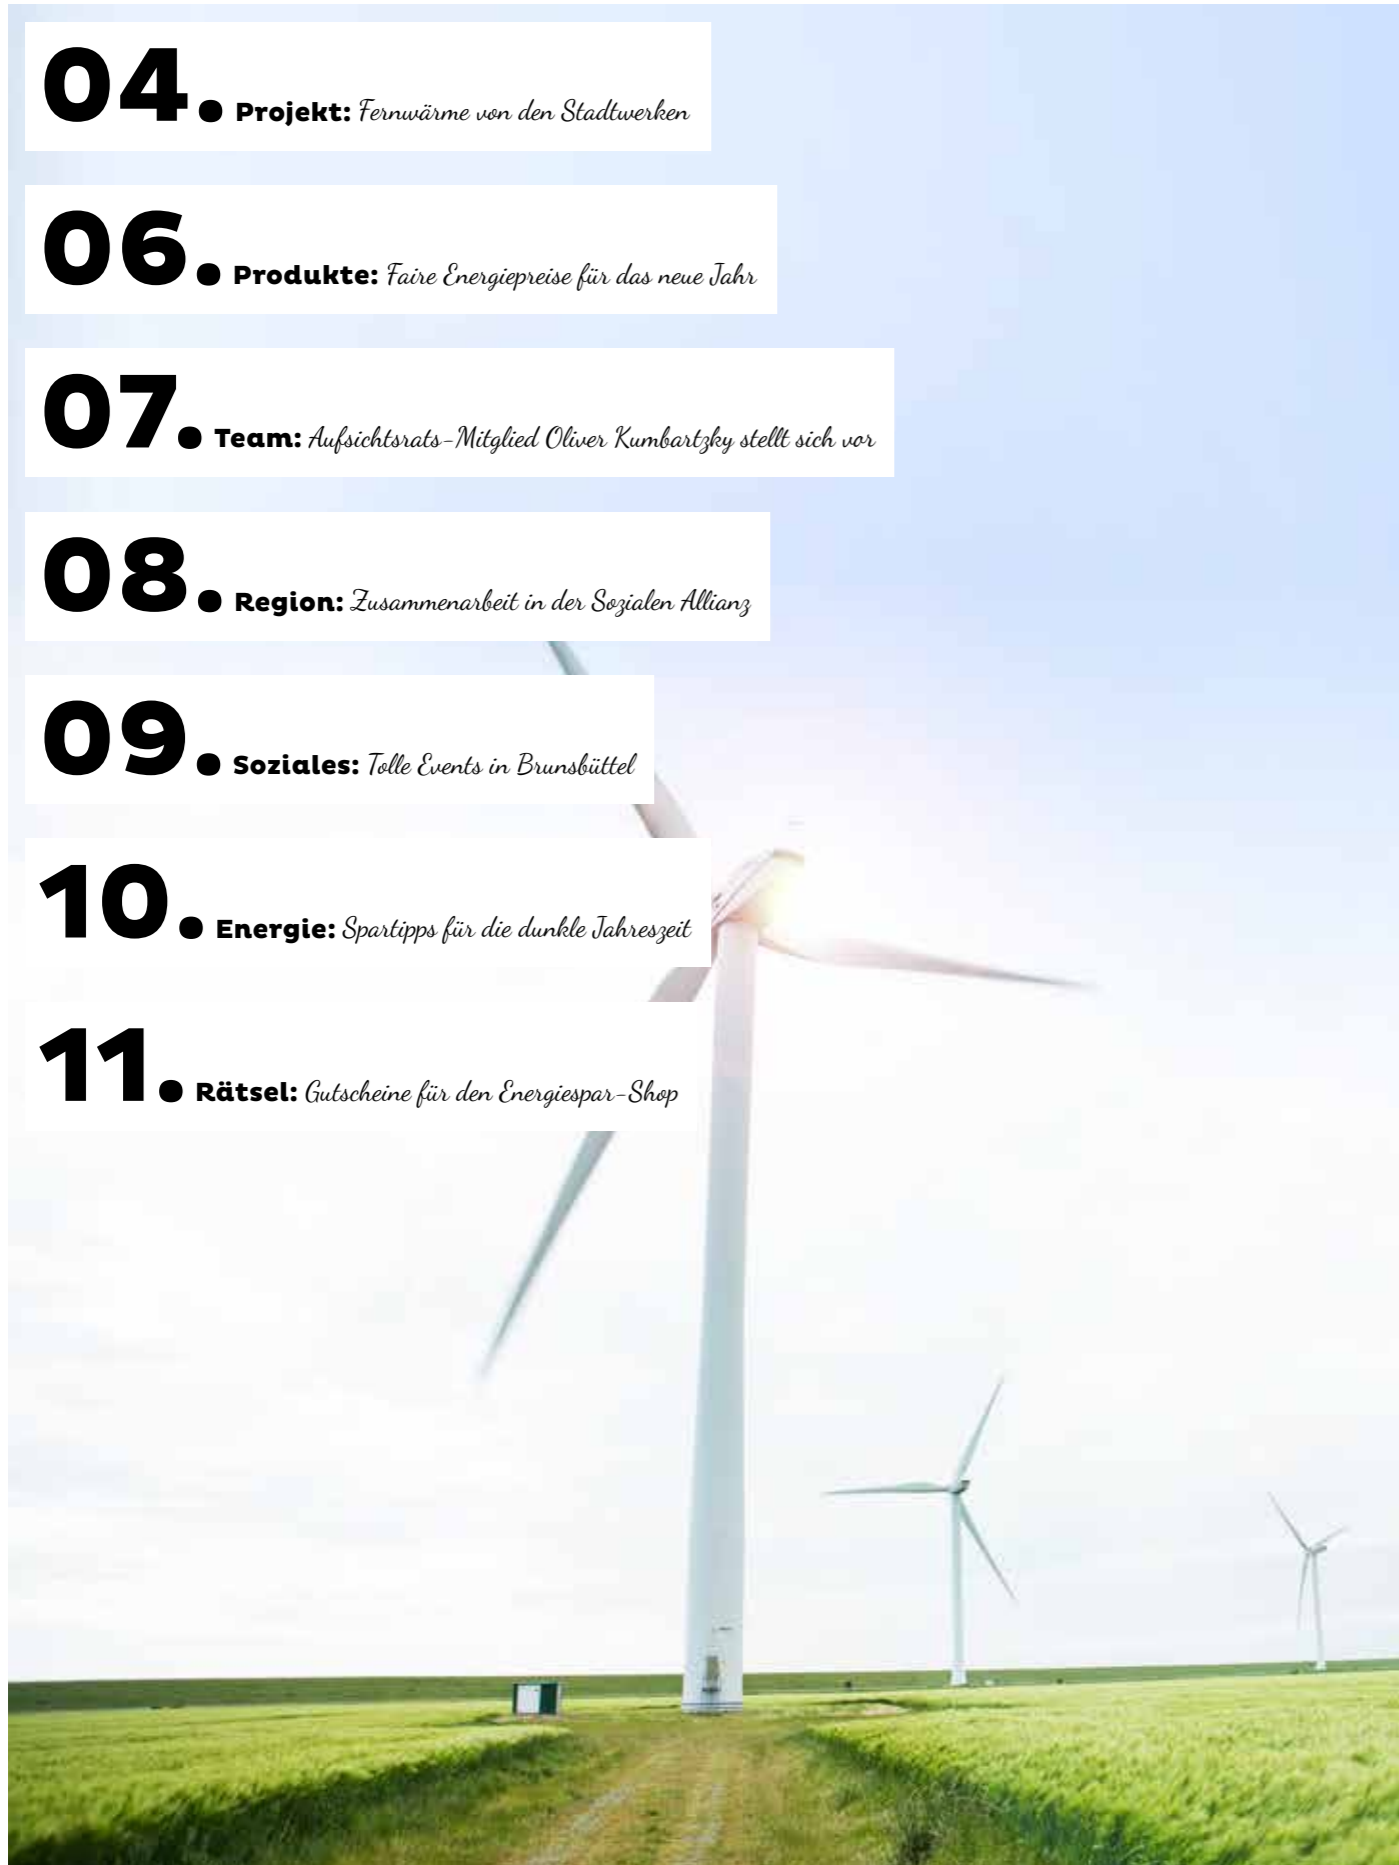 04. Projekt: Fernwärme von den Stadtwerken
06. Produkte: Faire Energiepreise für das neue Jahr
07. Team: Aufsichtsrats-Mitglied Oliver Kumbartzky stellt sich vor
08. Region: Zusammenarbeit in der Sozialen Allianz
09. Soziales: Tolle Events in Brunsbüttel
10. Energie: Spartipps für die dunkle Jahreszeit
11. Rätsel: Gutscheine für den Energiespar-Shop